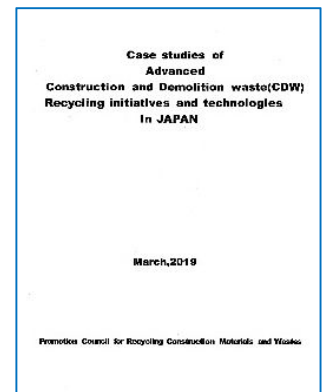 Case studies of
Advanced
Construction and Demolition waste(CDW)
Recycling initiatives and technologies
In JAPAN
March,2019
Promotion Council for Recycling Construction Materials and Wastes